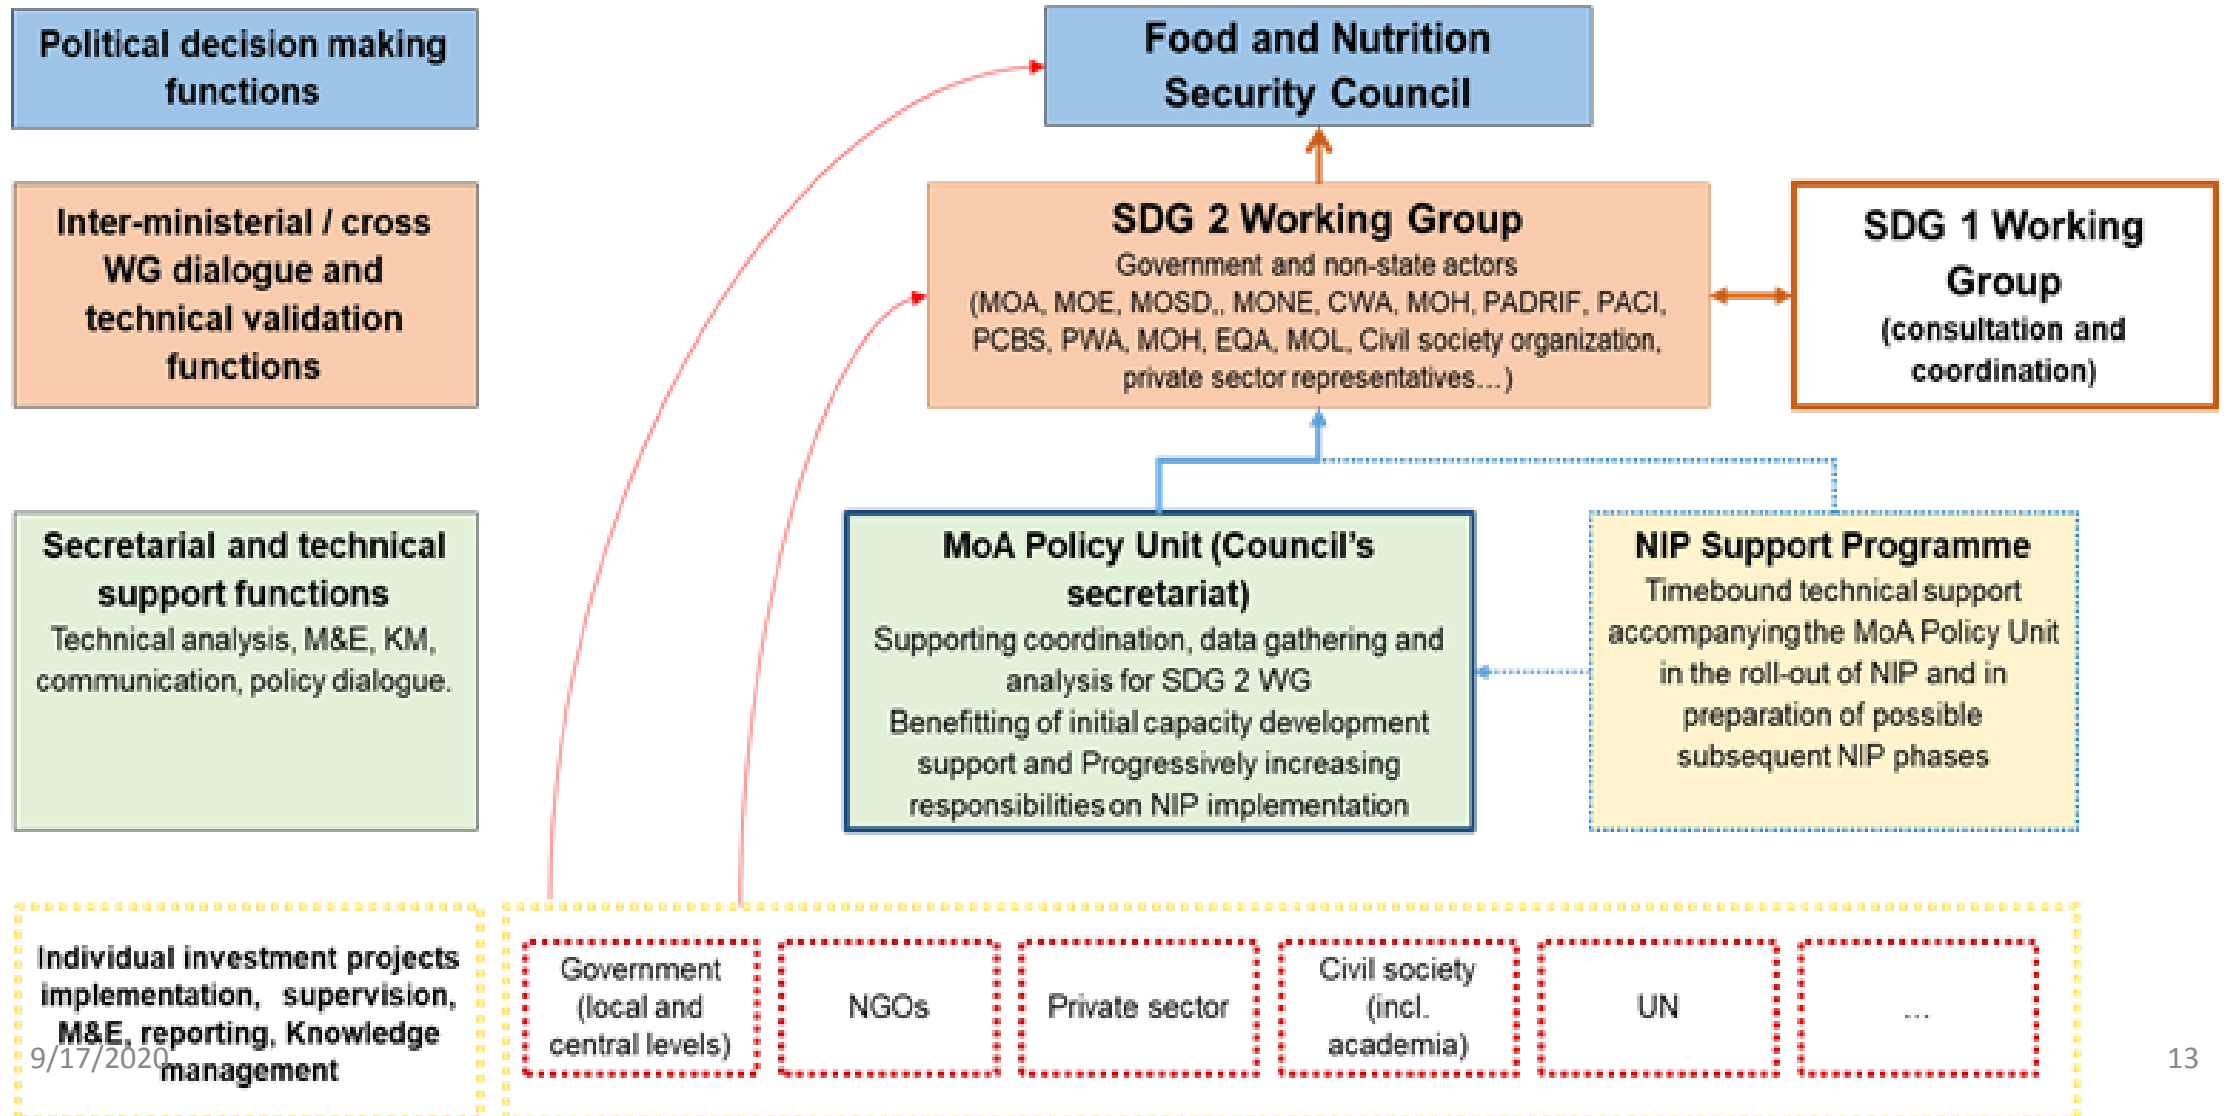 Political decision making
functions
Food and Nutrition
Security Council
Inter-ministerial / cross
WG dialogue and
technical validation
functions
SDG 2 Working Group
Government and non-state actors
(MOA, MOE, MOSD,, MONE, CWA, MOH, PADRIF, PACI,
PCBS, PWA, MOH, EQA, MOL, Civil society organization,
private sector representatives…)
SDG 1 Working
Group
(consultation and
coordination)
Secretarial and technical
support functions
Technical analysis, M&E, KM,
communication, policy dialogue.
MoA Policy Unit (Council's
secretariat)
Supporting coordination, data gathering and
analysis for SDG 2 WG
Benefitting of initial capacity development
support and Progressively increasing
responsibilities on NIP implementation
NIP Support Programme
Timebound technical support
accompanying the MoA Policy Unit
in the roll-out of NIP and in
preparation of possible
subsequent NIP phases
Individual investment projects
implementation, supervision,
M&E, reporting, Knowledge
management
Government
(local and
central levels)
NGOs
Private sector
Civil society
(incl.
academia)
UN
...
9/17/2020
13